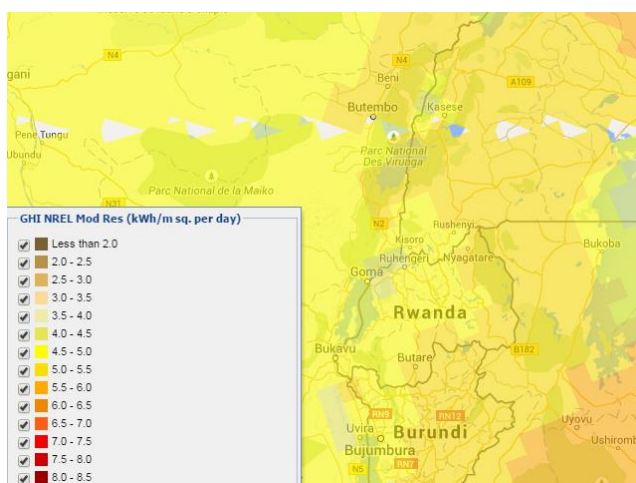 N4
gani
N4
Beni
A109
Butembo
Kasese
Pene Tungu
Ubundu
Parc National
Des Virunga
Parc National de la Maiko
N31
GHI NREL Mod Res (kWh/m sq. per day)
Less than 2.0
2.0 - 2.5
2.5 - 3.0
3.0 - 3.5
3.5 - 4.0
4.0 - 4.5
4.5 - 5.0
5.0 - 5.5
5.5 - 6.0
6.0 - 6.5
6.5 - 7.0
7.0 - 7.5
7.5 - 8.0
8.0 - 8.5
N2
Rushenyi
Kisoro
Ruhengeri
Nyagatare
Bukoba
Goma
Rwanda
Bukavu
B182
Butare
RN9
RN12
Uvira
Burundi
Uyovu
Bujumbura
Ushiromb
N5
RN7